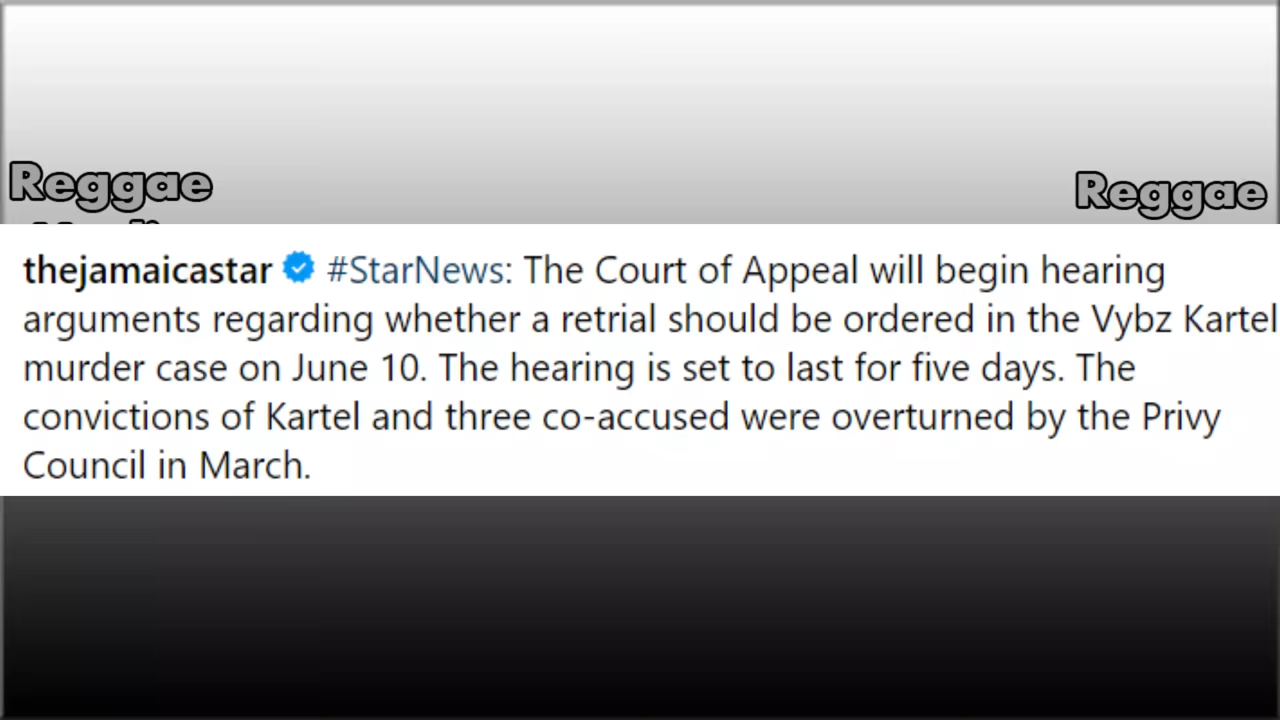 Reggae
Reggae
thejamaicastar #StarNews: The Court of Appeal will begin hearing
arguments regarding whether a retrial should be ordered in the Vybz Kartel
murder case on June 10. The hearing is set to last for five days. The
convictions of Kartel and three co-accused were overturned by the Privy
Council in March.